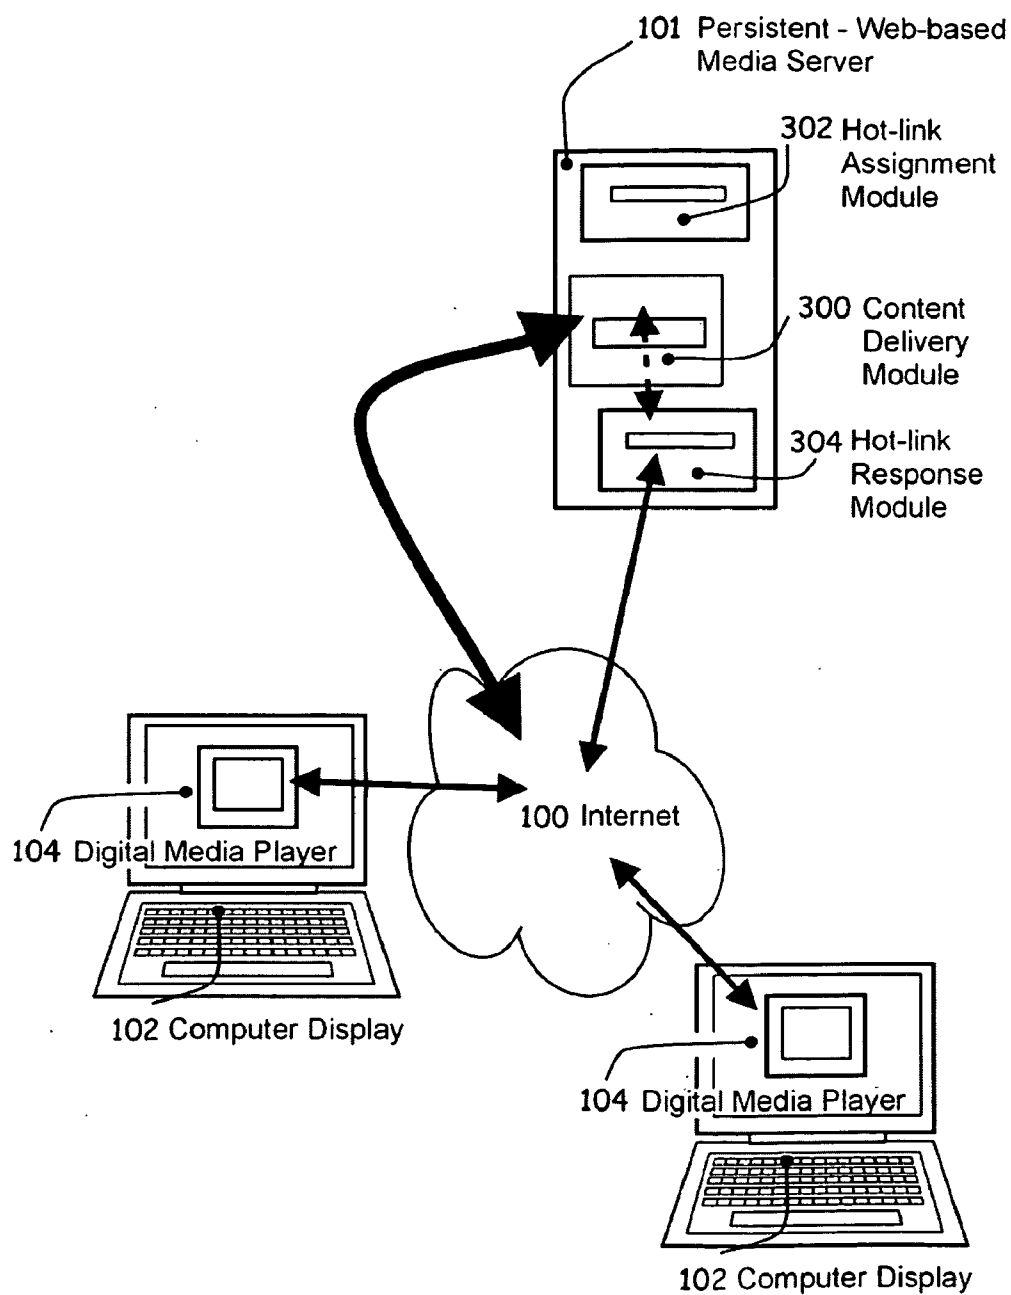 101 Persistent - Web-based
Media Server
302 Hot-link
Assignment
Module
300 Content
Delivery
Module
304 Hot-link
Response
Module
100 Internet
104 Digital Media Player
102 Computer Display
104 Digital Media Player
102 Computer Display